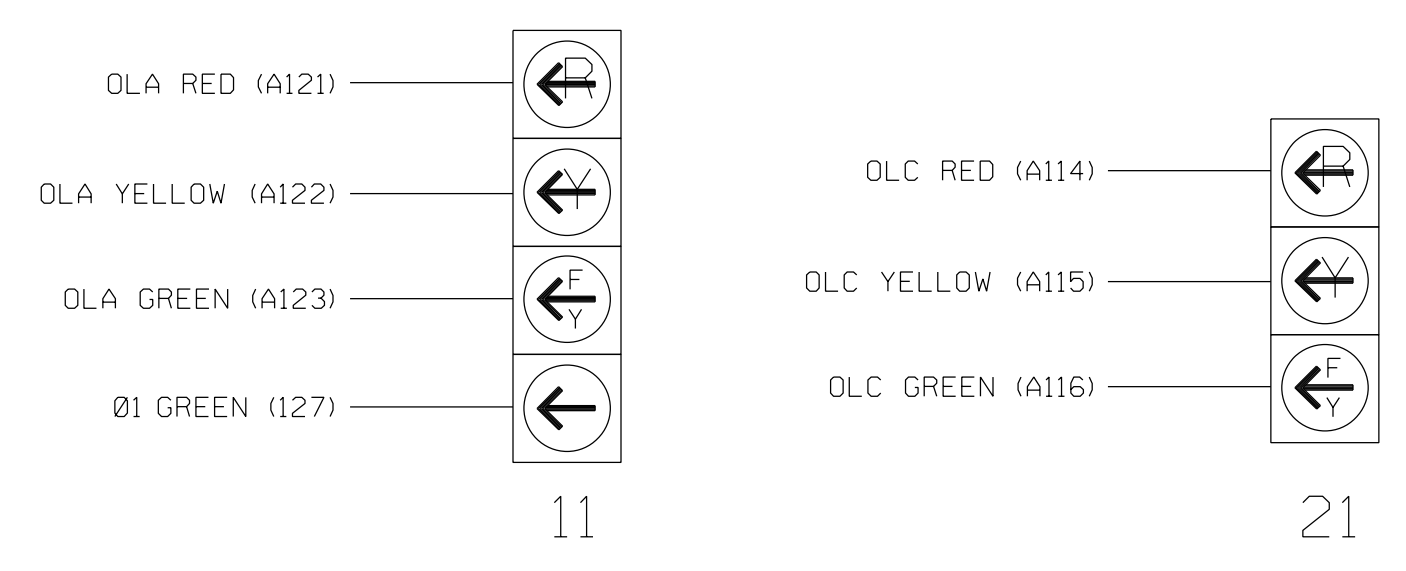 OLA RED (A121)
R
OLA YELLOW (A122)
Y
OLA GREEN (A123)
F
Y
Ø1 GREEN (127)
11
OLC RED (A114)
R
OLC YELLOW (A115)
Y
OLC GREEN (A116)
F
Y
21